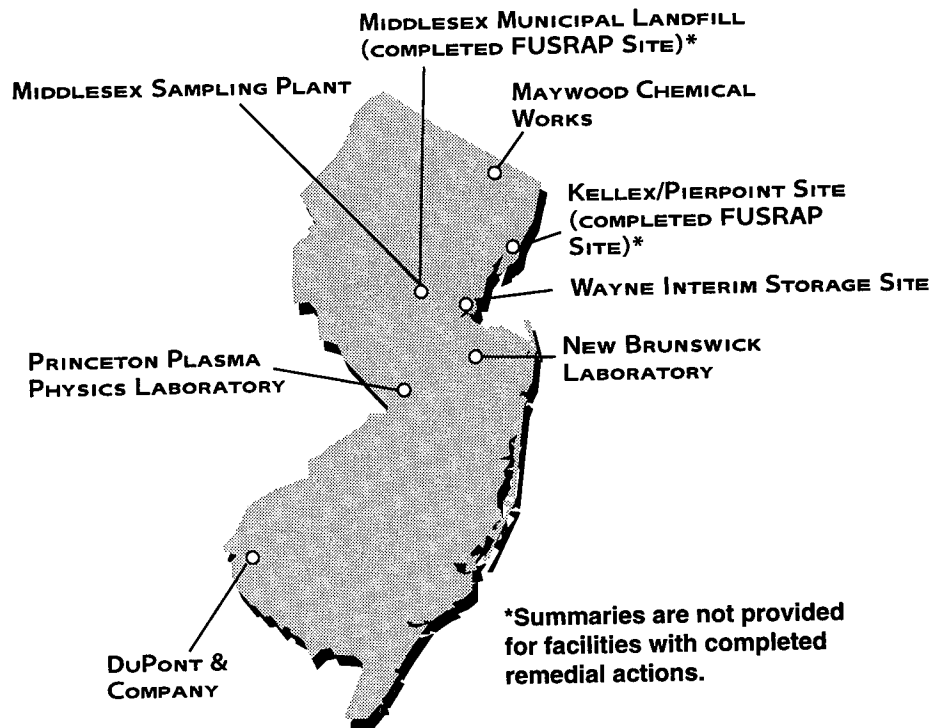 Middlesex Municipal Landfill
(completed FUSRAP Site)*
Middlesex Sampling Plant
Maywood Chemical
Works
Kellex/Pierpoint Site
(completed FUSRAP
Site)*
Wayne Interim Storage Site
New Brunswick
Laboratory
Princeton Plasma
Physics Laboratory
DuPont &
Company
*Summaries are not provided
for facilities with completed
remedial actions.